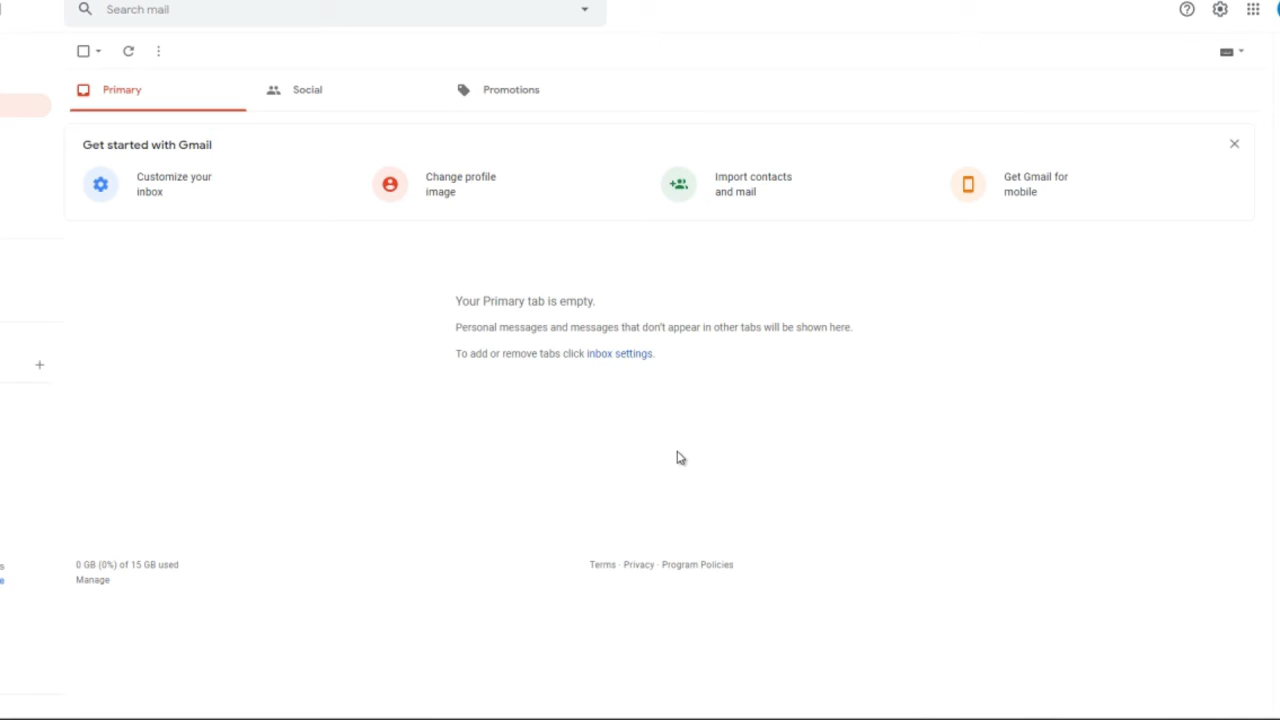 Search mail
Primary
Social
Promotions
Get started with Gmail
Customize your
inbox
Change profile
image
Import contacts
and mail
Get Gmail for
mobile
Your Primary tab is empty.
Personal messages and messages that don't appear in other tabs will be shown here.
To add or remove tabs click inbox settings.
0 GB (0%) of 15 GB used
Manage
Terms · Privacy · Program Policies